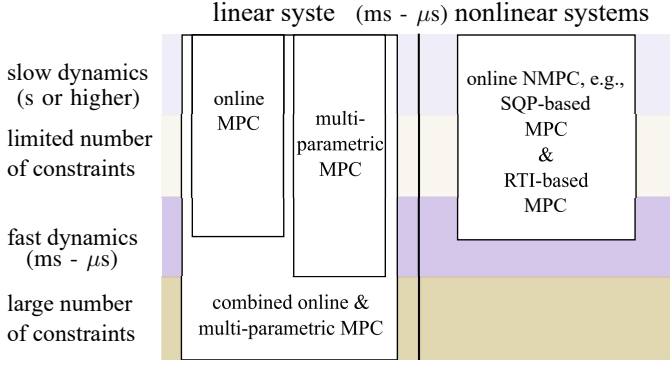 linear syste (ms - μs) nonlinear systems
slow dynamics
(s or higher)
limited number
of constraints
fast dynamics
(ms - μs)
large number
of constraints
online
MPC
multi-
parametric
MPC
combined online &
multi-parametric MPC
online NMPC, e.g.,
SQP-based
MPC
&
RTI-based
MPC